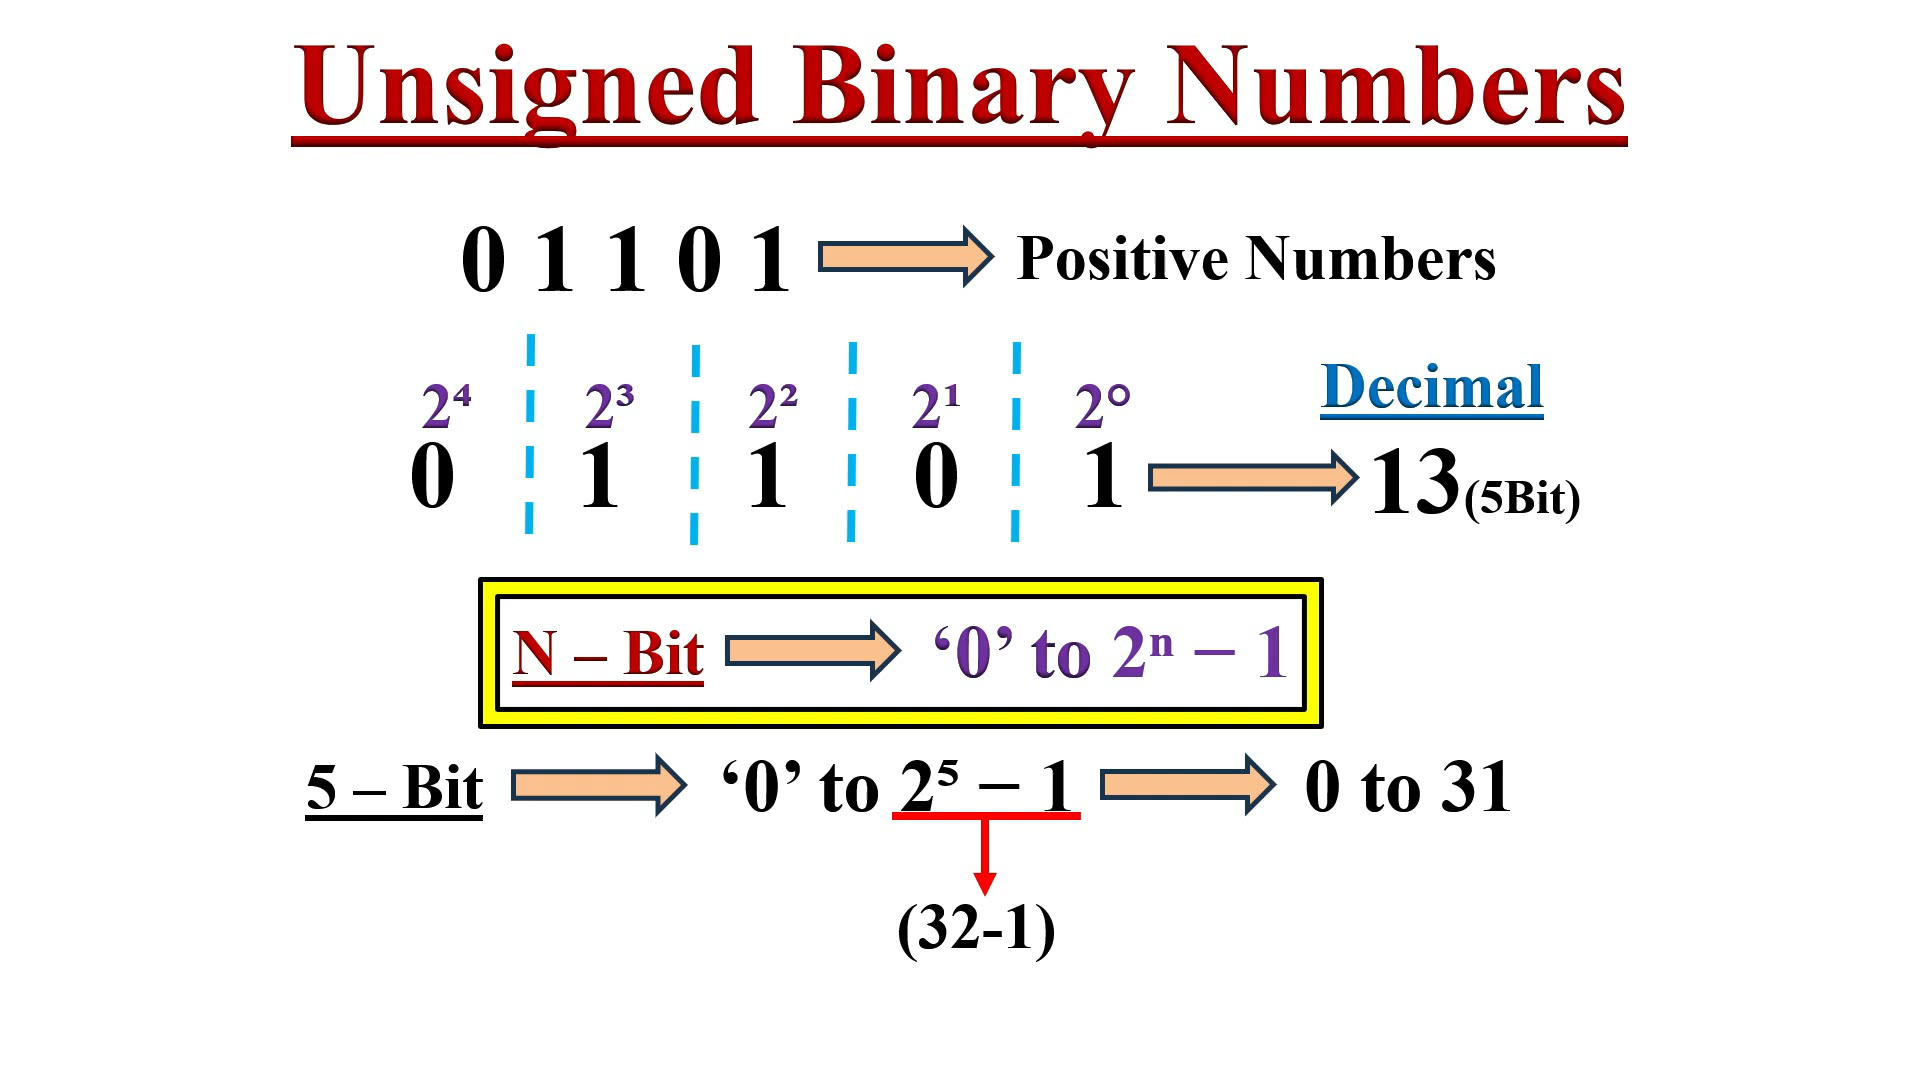 Unsigned Binary Numbers
0 1 1 0 1 Positive Numbers
2⁴ 2³ 2² 2¹ 2° Decimal
0 1 1 0 1 13(5Bit)
N – Bit ‘0’ to 2ⁿ − 1
5 – Bit ‘0’ to 2⁵ − 1 0 to 31
(32-1)